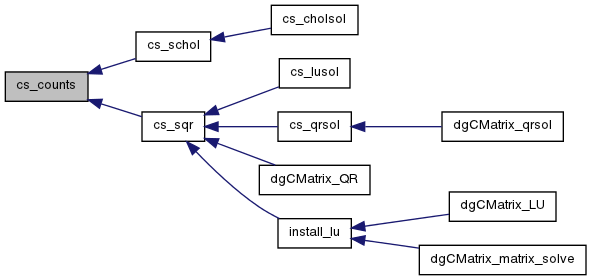 cs_cholsol
cs_schol
cs_counts
cs_lusol
cs_sqr
cs_qrsol
dgCMatrix_qrsol
dgCMatrix_QR
dgCMatrix_LU
install_lu
dgCMatrix_matrix_solve